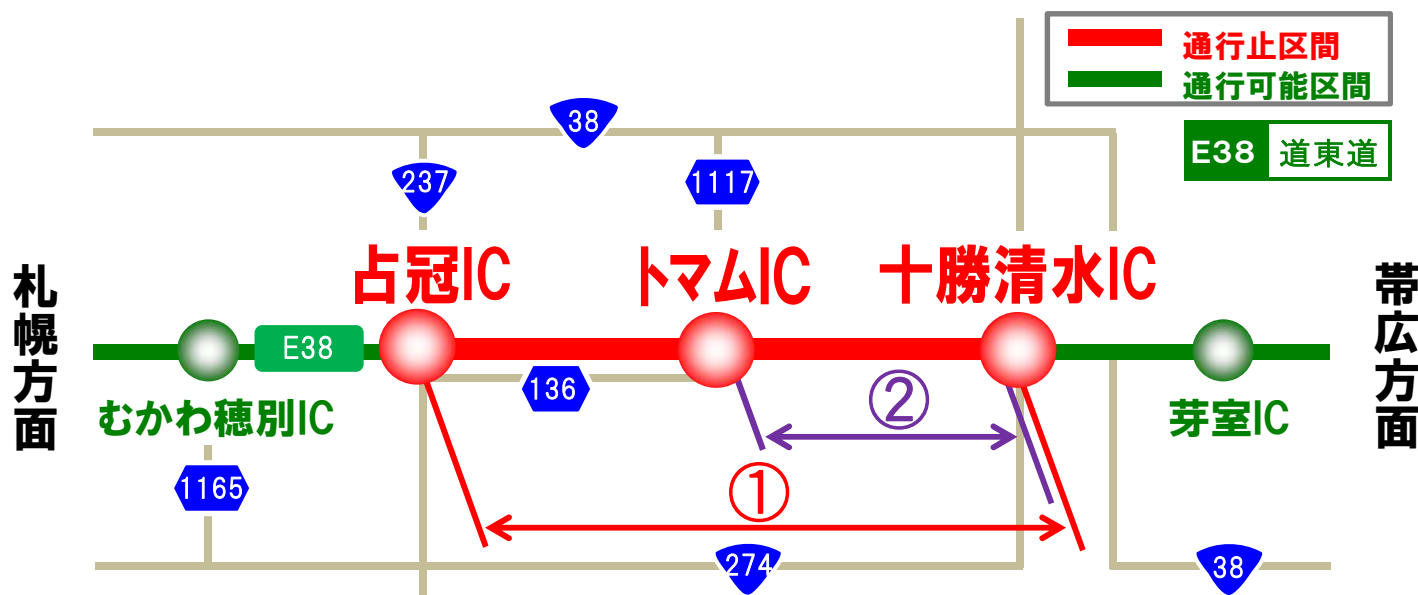 通行止区間
通行可能区間
E38 道東道
38
237
1117
占冠IC
トマムIC
十勝清水IC
札幌方面
帯広方面
E38
むかわ穂別IC
136
②
芽室IC
1165
①
274
38